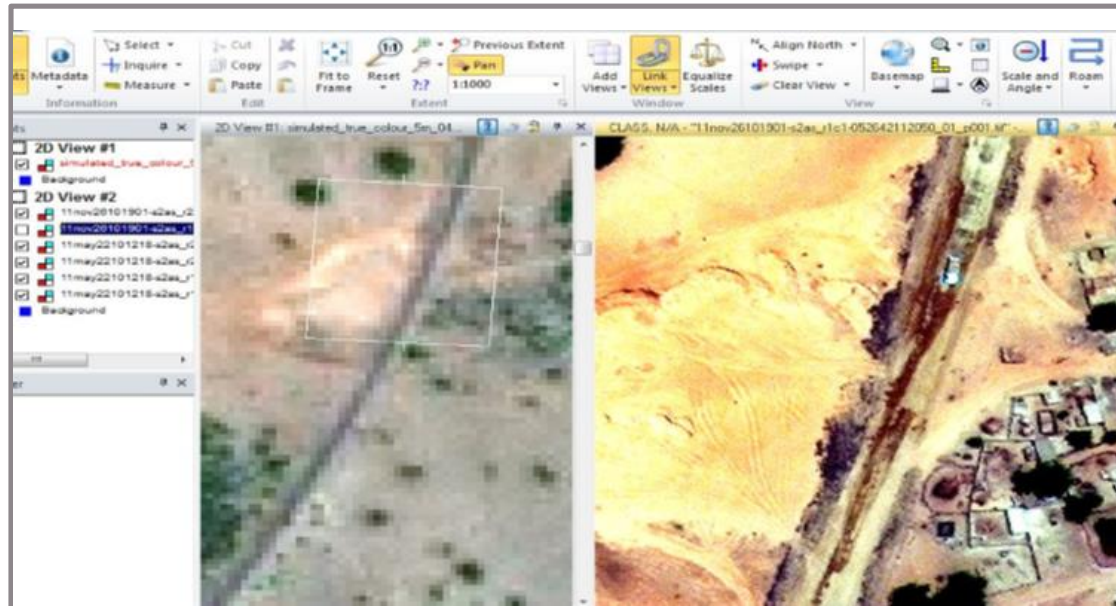 Select Cut 1:1 Previous Extent Align North
Metadata Inquire Copy Fit to Frame Reset Pan Add Views Link Views Equalize Scales Swipe Basemap Scale and Angle Roam
Measure Paste ?:? 1:1000 Clear View
Information Edit Extent Window View
2D View #1: simulated_true_colour_5m_04... CLASS. N/A - "11nov26101901-s2as_r1c1-052642112050_01_p001.tif" -
2D View #1
simulated_true_colour_5
Background
2D View #2
11nov26101901-s2as_r2
11nov26101901-s2as_r1
11may22101218-s2as_r2
11may22101218-s2as_r2
11may22101218-s2as_r1
11may22101218-s2as_r1
Background